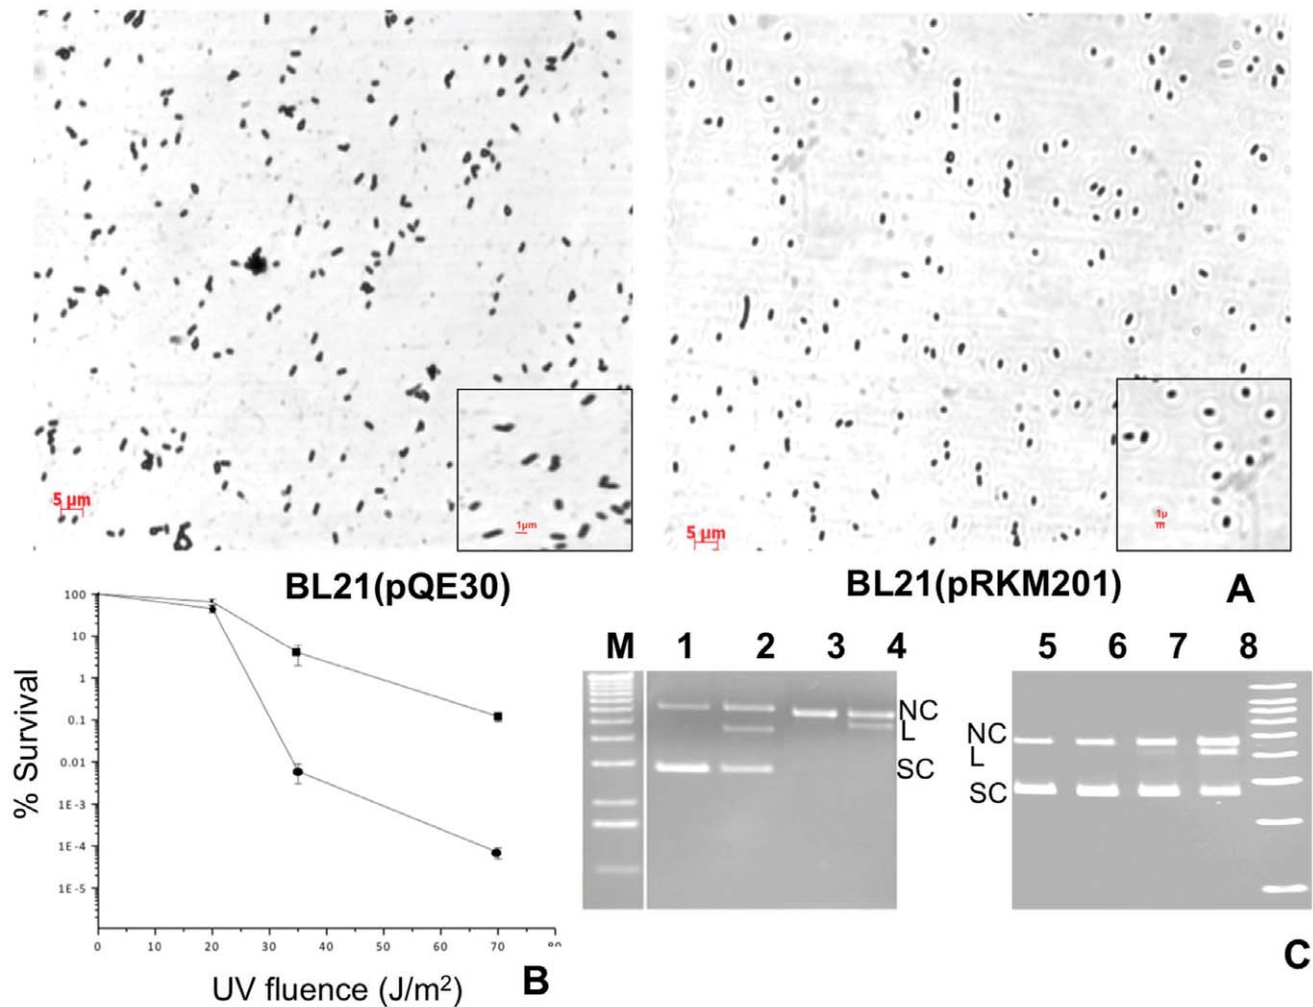 5 µm
1µm
5 µm
1µ
m
BL21(pQE30)
BL21(pRKM201)
A
% Survival
100
10
1
0.1
0.01
1E-3
1E-4
1E-5
0 10 20 30 40 50 60 70
UV fluence (J/m²)
B
M 1 2 3 4
NC
L
SC
5 6 7 8
NC
L
SC
C